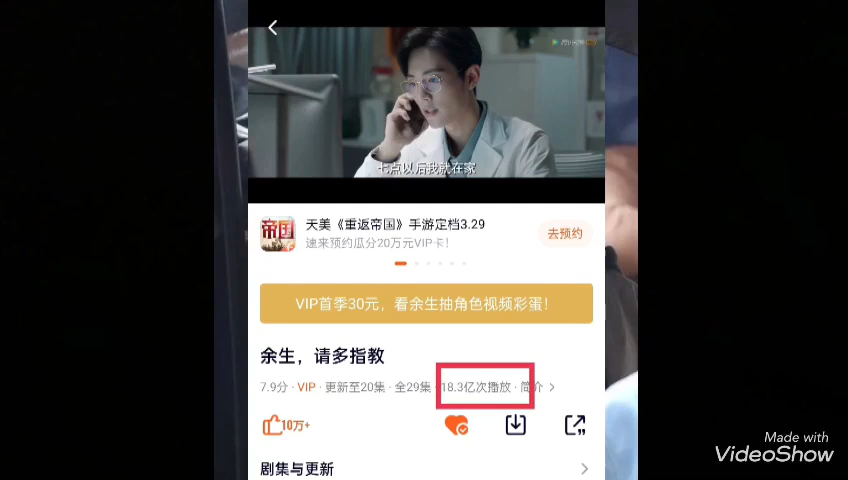 七点以后我就在家
帝国
天美《重返帝国》手游定档3.29
速来预约瓜分20万元VIP卡!
去预约
VIP首季30元，看余生抽角色视频彩蛋!
余生，请多指教
7.9分 · VIP · 更新至20集 · 全29集 · 18.3亿次播放 · 简介 >
10万+
剧集与更新 >
Made with
VideoShow